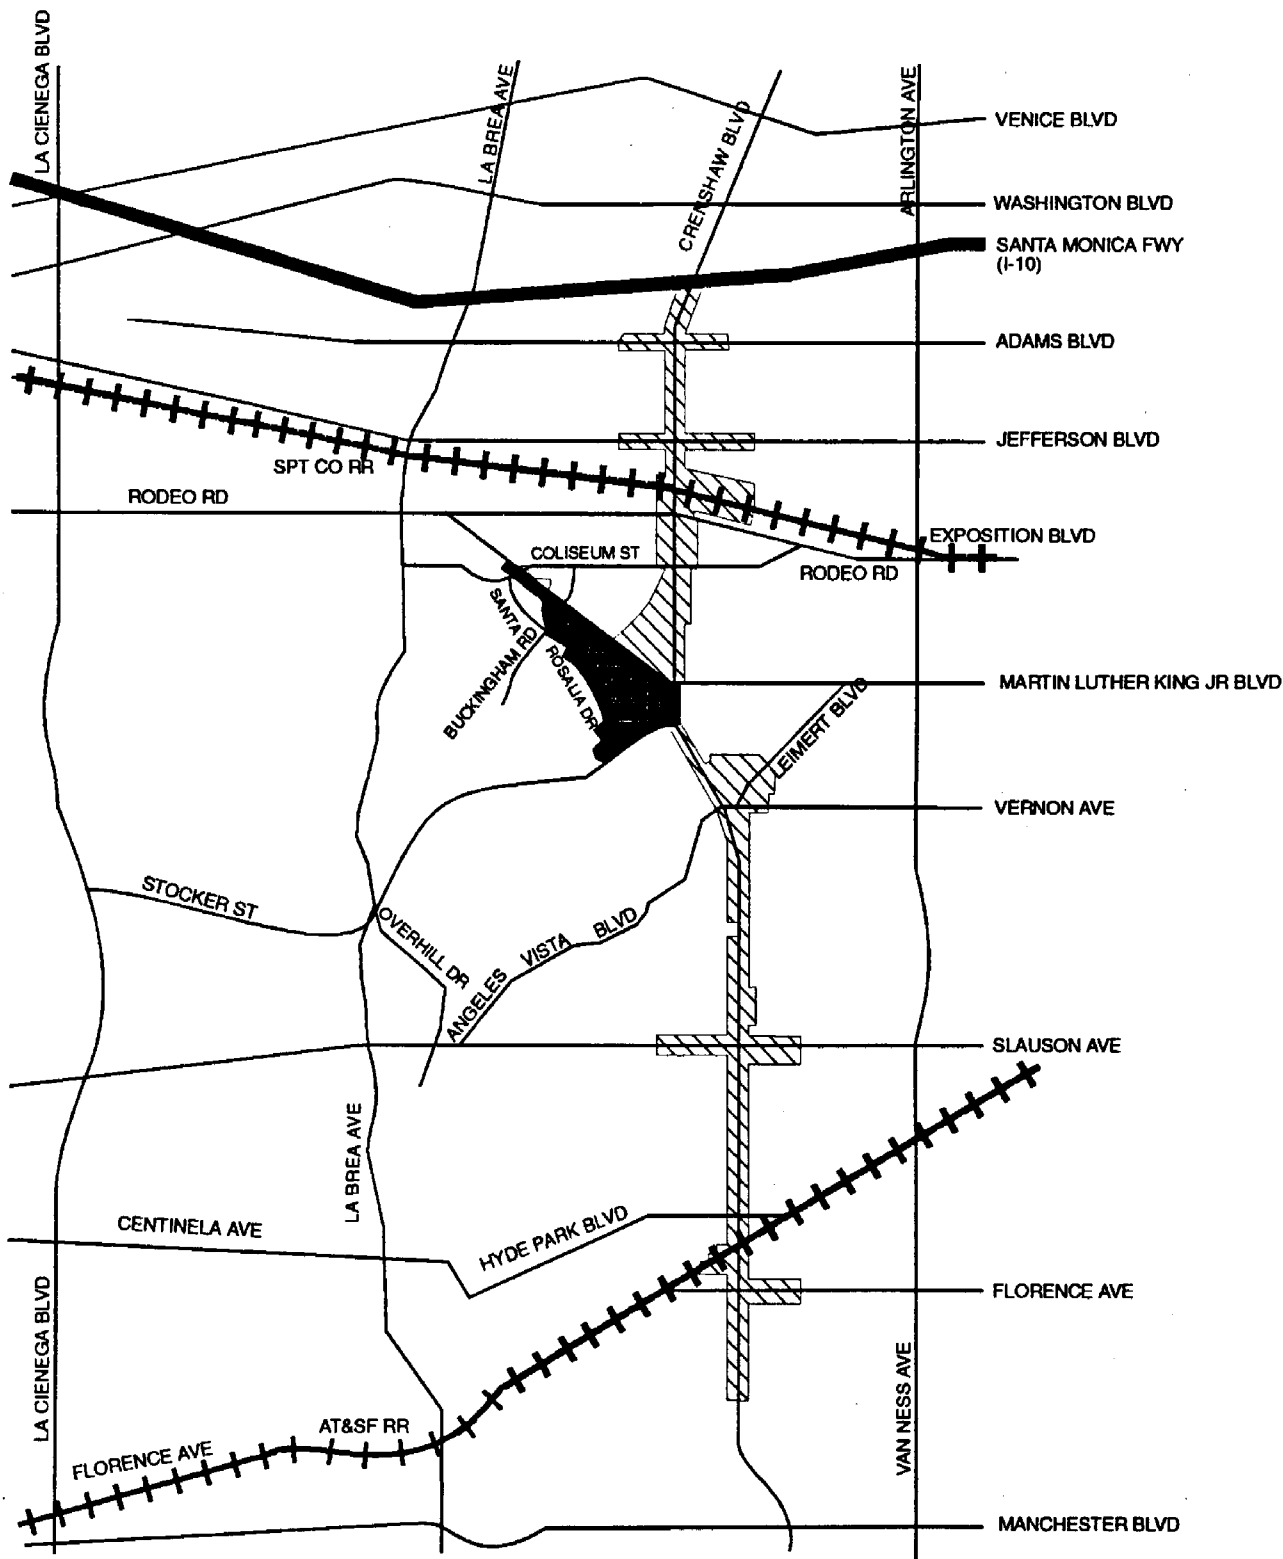 LA CIENEGA BLVD
LA BREA AVE
CRENSHAW BLVD
ARLINGTON AVE
VENICE BLVD
WASHINGTON BLVD
SANTA MONICA FWY
(I-10)
ADAMS BLVD
JEFFERSON BLVD
SPT CO RR
RODEO RD
EXPOSITION BLVD
COLISEUM ST
RODEO RD
SANTA
ROSALIA DR
BUCKINGHAM RD
MARTIN LUTHER KING JR BLVD
LEIMERT BLVD
VERNON AVE
STOCKER ST
OVERHILL DR
ANGELES VISTA BLVD
SLAUSON AVE
LA BREA AVE
CENTINELA AVE
HYDE PARK BLVD
FLORENCE AVE
LA CIENEGA BLVD
VAN NESS AVE
AT&SF RR
FLORENCE AVE
MANCHESTER BLVD